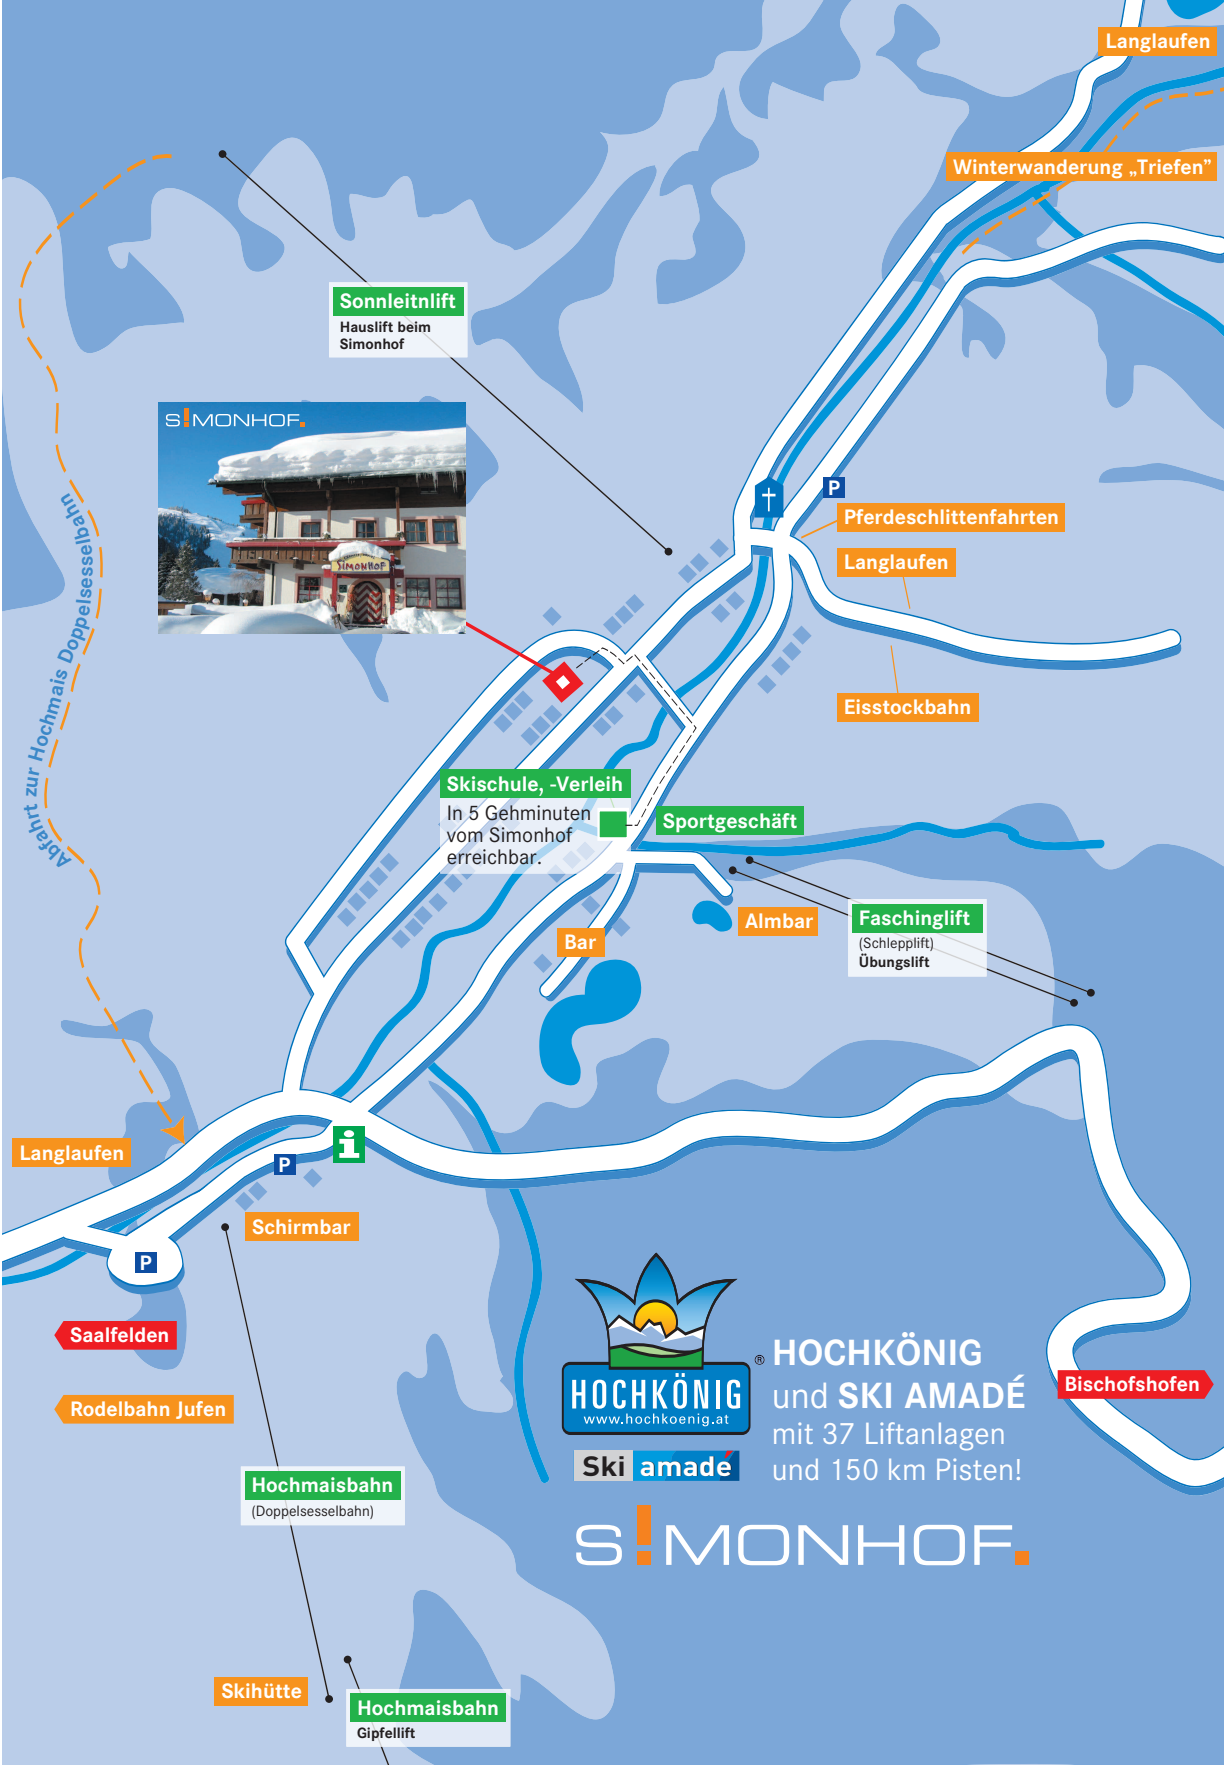 Langlaufen
Winterwanderung „Triefen”
Sonnleitnlift
Hauslift beim
Simonhof
S!MONHOF.
SIMONHOF
P
Pferdeschlittenfahrten
Langlaufen
Eisstockbahn
Abfahrt zur Hochmais Doppelsesselbahn
Skischule, -Verleih
In 5 Gehminuten
vom Simonhof
erreichbar.
Sportgeschäft
Almbar
Faschinglift
(Schlepplift)
Übungslift
Bar
Langlaufen
i
P
Schirmbar
P
Saalfelden
Rodelbahn Jufen
HOCHKÖNIG
www.hochkoenig.at
®
Ski amadé
HOCHKÖNIG
und SKI AMADÉ
mit 37 Liftanlagen
und 150 km Pisten!
Bischofshofen
S!MONHOF.
Hochmaisbahn
(Doppelsesselbahn)
Skihütte
Hochmaisbahn
Gipfellift